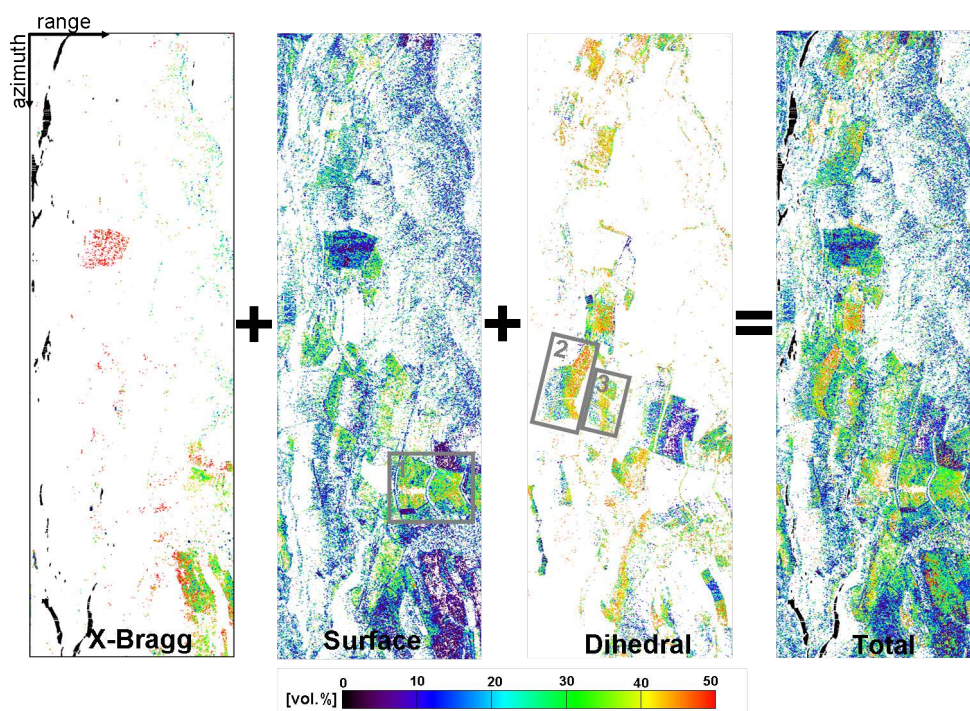 range
azimuth
+ + =
2
3
X-Bragg Surface Dihedral Total
[vol.%] 0 10 20 30 40 50